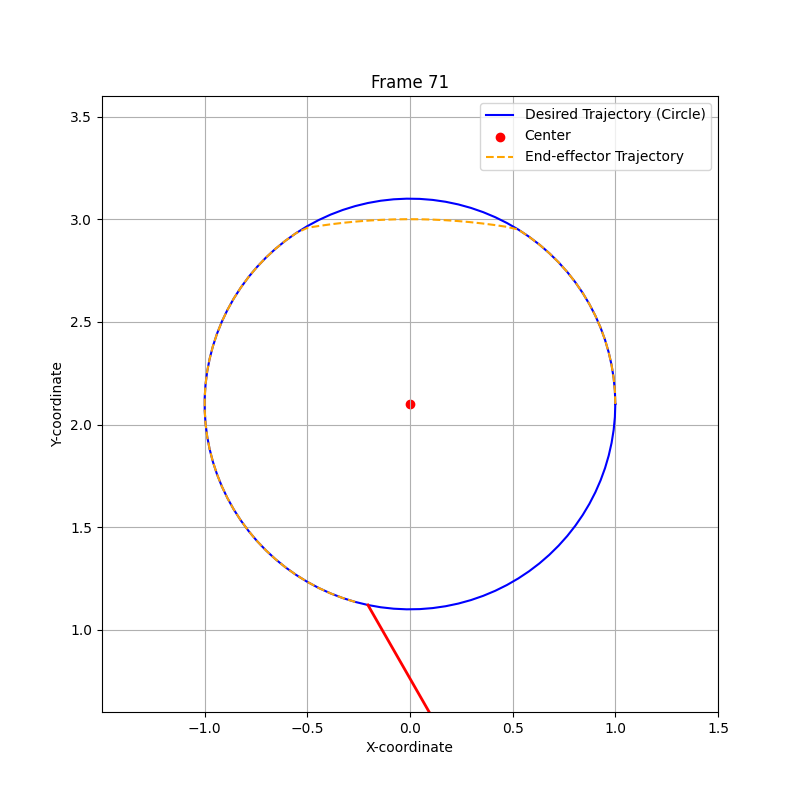 Frame 71
Desired Trajectory (Circle)
Center
End-effector Trajectory
3.5
3.0
2.5
2.0
1.5
1.0
Y-coordinate
−1.0 −0.5 0.0 0.5 1.0 1.5
X-coordinate